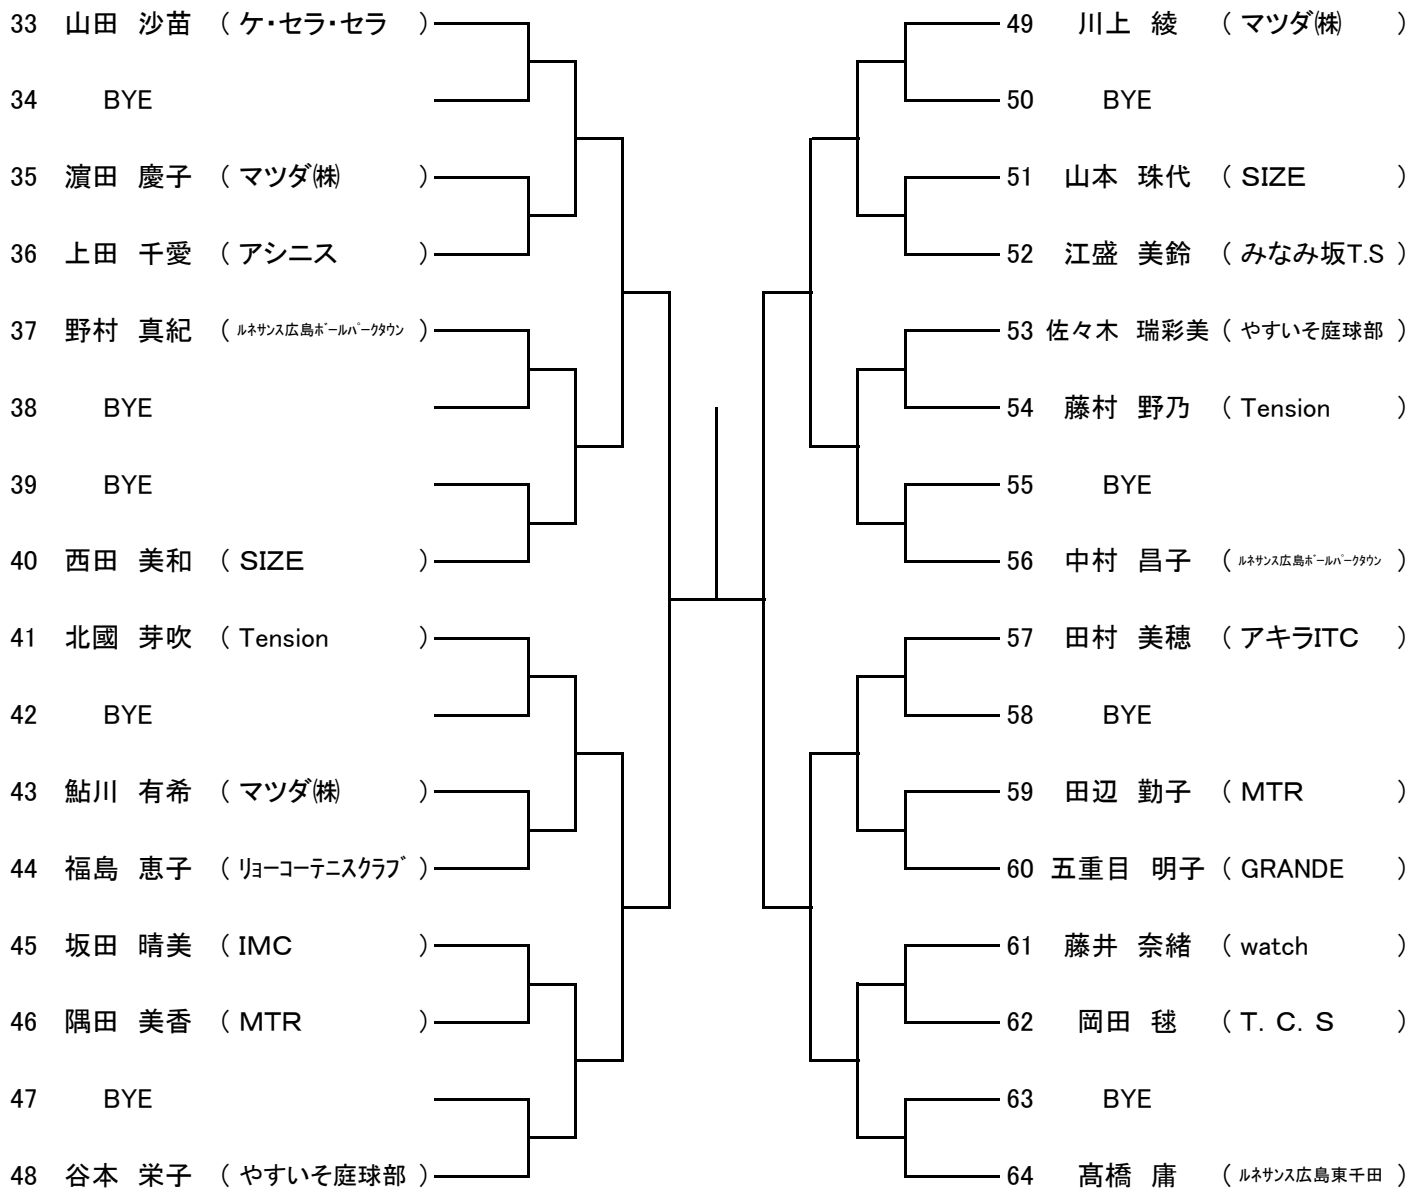 33 山田 沙苗 （ ケ・セラ・セラ ）
34 BYE
35 濵田 慶子 （ マツダ㈱ ）
36 上田 千愛 （ アシニス ）
37 野村 真紀 （ ﾙﾈｻﾝｽ広島ﾎﾞｰﾙﾊﾟｰｸﾀｳﾝ ）
38 BYE
39 BYE
40 西田 美和 （ SIZE ）
41 北國 芽吹 （ Tension ）
42 BYE
43 鮎川 有希 （ マツダ㈱ ）
44 福島 恵子 （ ﾘｮｰｺｰﾃﾆｽｸﾗﾌﾞ ）
45 坂田 晴美 （ IMC ）
46 隅田 美香 （ MTR ）
47 BYE
48 谷本 栄子 （ やすいそ庭球部 ）
49 川上 綾 （ マツダ㈱ ）
50 BYE
51 山本 珠代 （ SIZE ）
52 江盛 美鈴 （ みなみ坂T.S ）
53 佐々木 瑞彩美 （ やすいそ庭球部 ）
54 藤村 野乃 （ Tension ）
55 BYE
56 中村 昌子 （ ﾙﾈｻﾝｽ広島ﾎﾞｰﾙﾊﾟｰｸﾀｳﾝ ）
57 田村 美穂 （ アキラITC ）
58 BYE
59 田辺 勤子 （ MTR ）
60 五重目 明子 （ GRANDE ）
61 藤井 奈緒 （ watch ）
62 岡田 毬 （ T．C．S ）
63 BYE
64 髙橋 庸 （ ﾙﾈｻﾝｽ広島東千田 ）